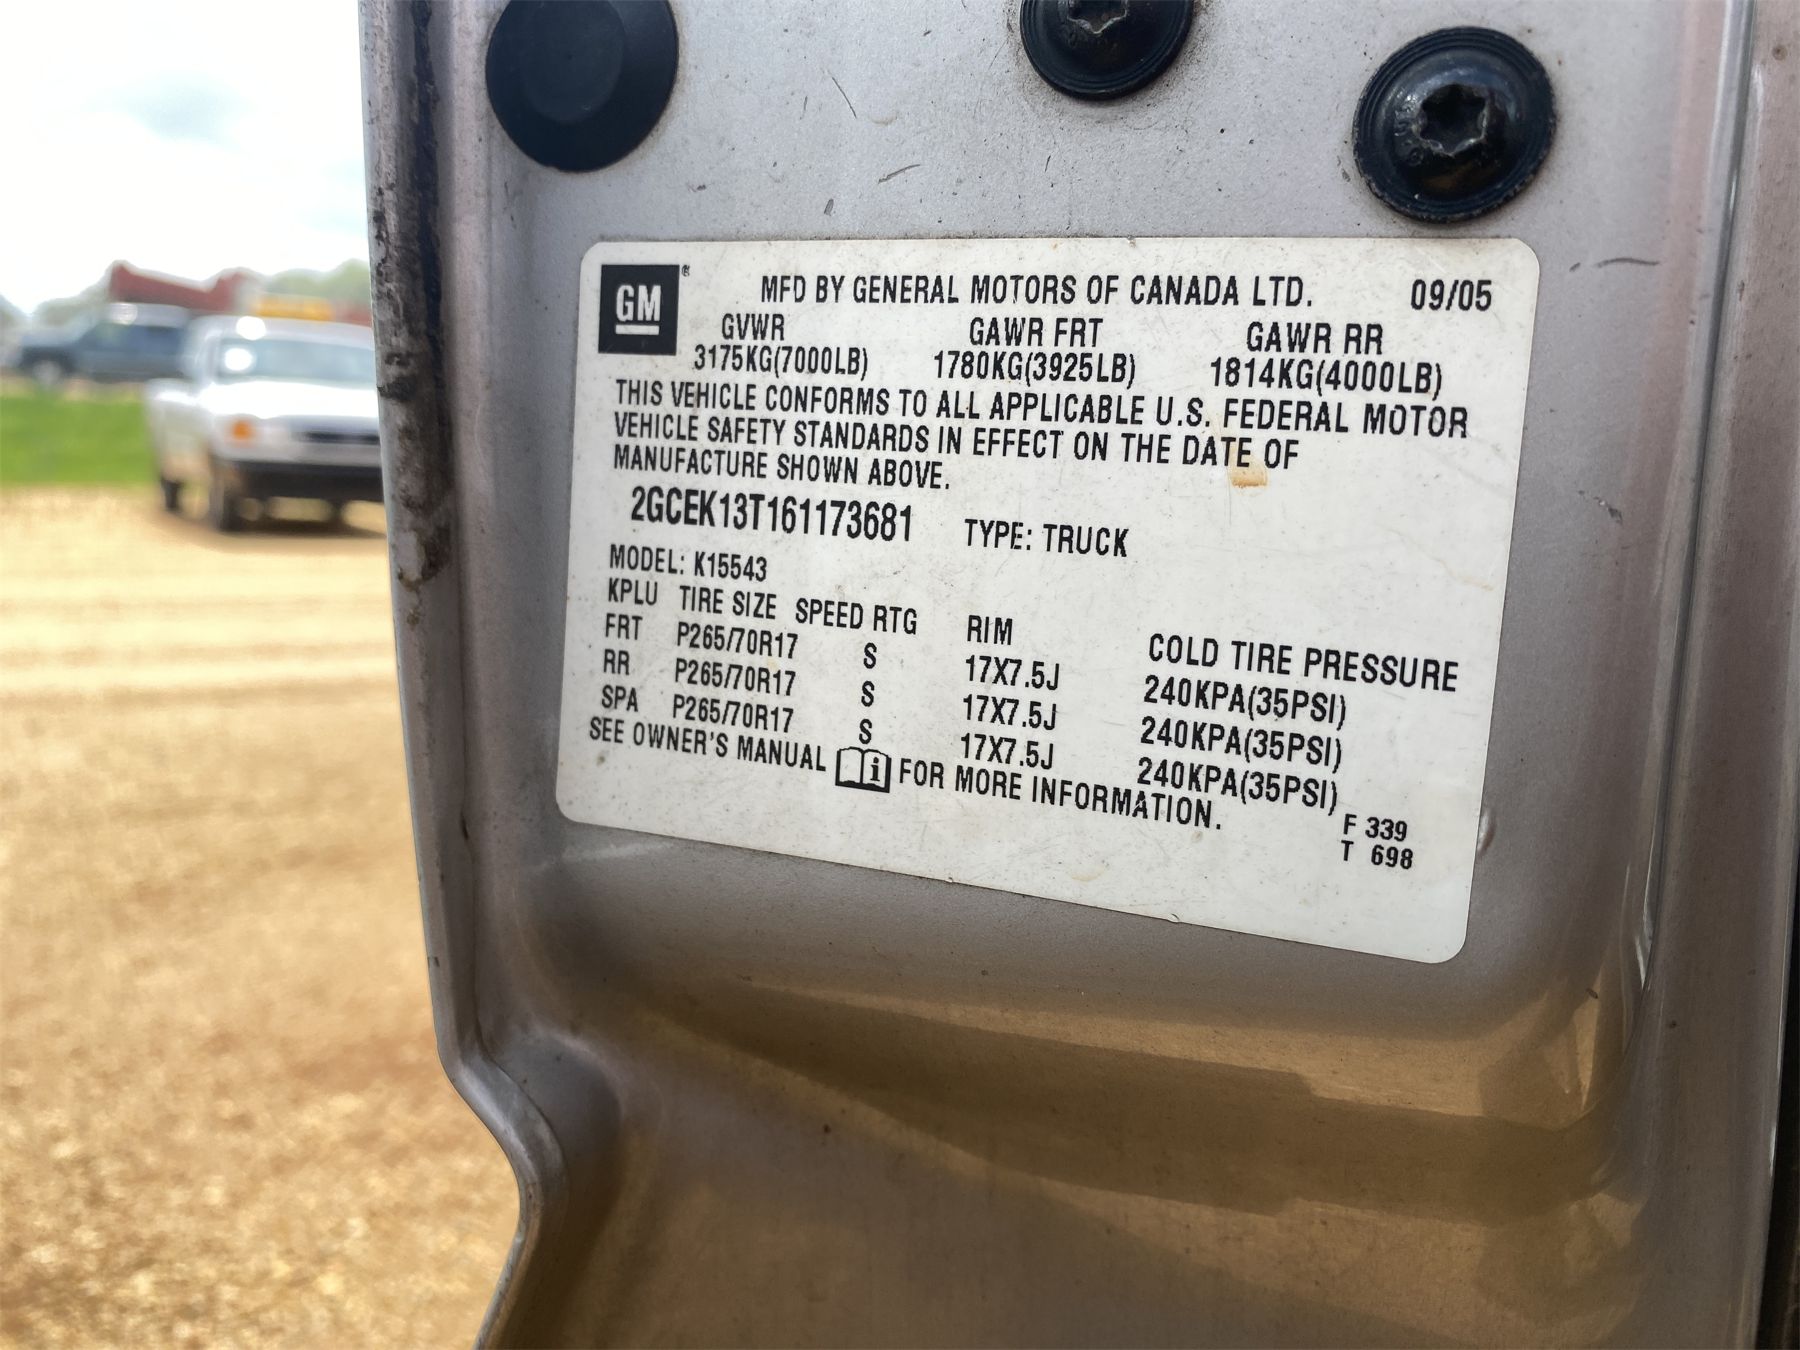 GM ® MFD BY GENERAL MOTORS OF CANADA LTD. 09/05
GVWR GAWR FRT GAWR RR
3175KG(7000LB) 1780KG(3925LB) 1814KG(4000LB)
THIS VEHICLE CONFORMS TO ALL APPLICABLE U.S. FEDERAL MOTOR
VEHICLE SAFETY STANDARDS IN EFFECT ON THE DATE OF
MANUFACTURE SHOWN ABOVE.
2GCEK13T161173681 TYPE: TRUCK
MODEL: K15543
KPLU TIRE SIZE SPEED RTG RIM COLD TIRE PRESSURE
FRT P265/70R17 S 17X7.5J 240KPA(35PSI)
RR P265/70R17 S 17X7.5J 240KPA(35PSI)
SPA P265/70R17 S 17X7.5J 240KPA(35PSI)
SEE OWNER'S MANUAL i FOR MORE INFORMATION.
F 339
T 698